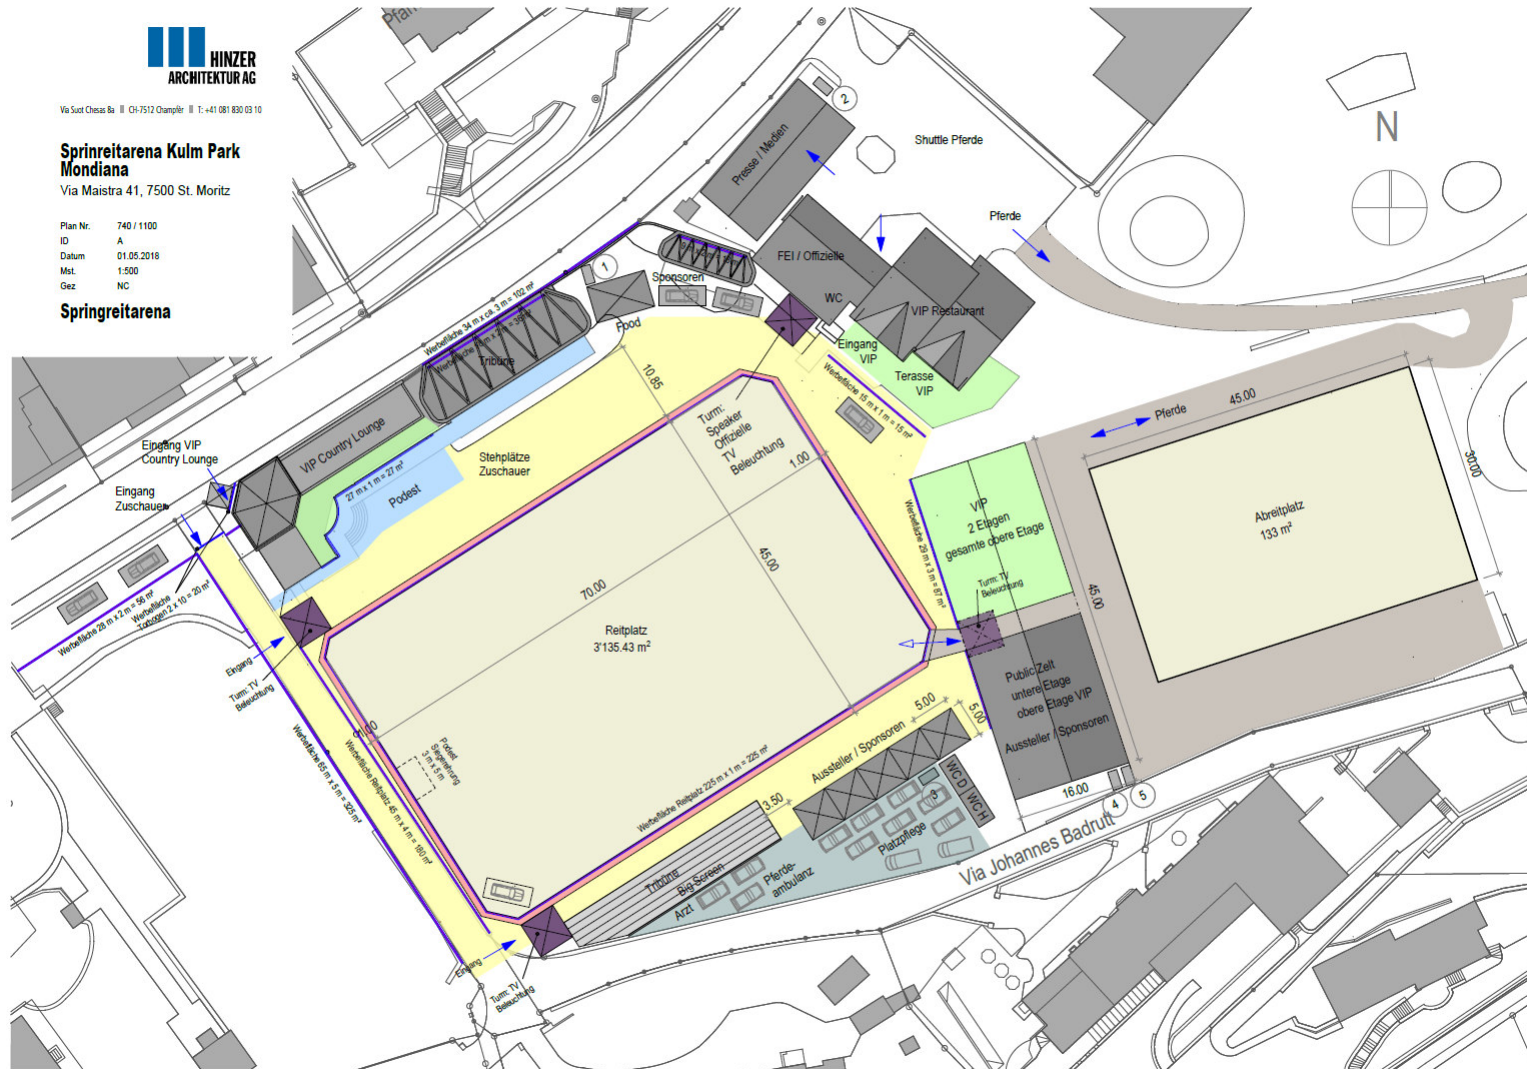 HINZER
ARCHITEKTUR AG
Via Suot Chesas 8a CH-7512 Champfèr T: +41 081 830 03 10
Sprinreitarena Kulm Park
Mondiana
Via Maistra 41, 7500 St. Moritz
Plan Nr. 740 / 1100
ID A
Datum 01.05.2018
Mst. 1:500
Gez NC
Springreitarena
N
2
Presse / Medien
Shuttle Pferde
Pferde
FEI / Offizielle
WC
VIP Restaurant
Eingang
VIP
Terasse
VIP
1
Sponsoren
Food
Werbefläche 34 m x ca. 3 m = 102 m²
Tribüne
VIP Country Lounge
Eingang VIP
Country Lounge
Eingang
Zuschauer
27 m x 1 m = 27 m²
Podest
Stehplätze
Zuschauer
10.85
Turm:
Speaker
Offizielle
TV
Beleuchtung
1.00
Werbefläche 15 m x 1 m = 15 m²
Pferde
45.00
30.00
Abreitplatz
133 m²
VIP
2 Etagen
gesamte obere Etage
Werbefläche 29 m x 3 m = 87 m²
Turm: TV
Beleuchtung
45.00
45.00
70.00
Reitplatz
3'135.43 m²
Werbefläche 28 m x 2 m = 56 m²
Werbefläche
Torbogen 2 x 10 = 20 m²
Eingang
Turm: TV
Beleuchtung
Werbefläche 65 m x 5 m = 325 m²
Werbefläche Reitplatz 45 m x 4 m = 180 m²
Podest
Siegerehrung
3 m x 5 m
Werbefläche Reitplatz 225 m x 1 m = 225 m²
Public Zelt
untere Etage
obere Etage VIP
Aussteller / Sponsoren
5.00
5.00
Aussteller / Sponsoren
3.50
16.00
WC D
WC H
3
4
5
Platzpflege
Pferde-
ambulanz
Tribüne
Big Screen
Arzt
Via Johannes Badrutt
Eingang
Turm: TV
Beleuchtung